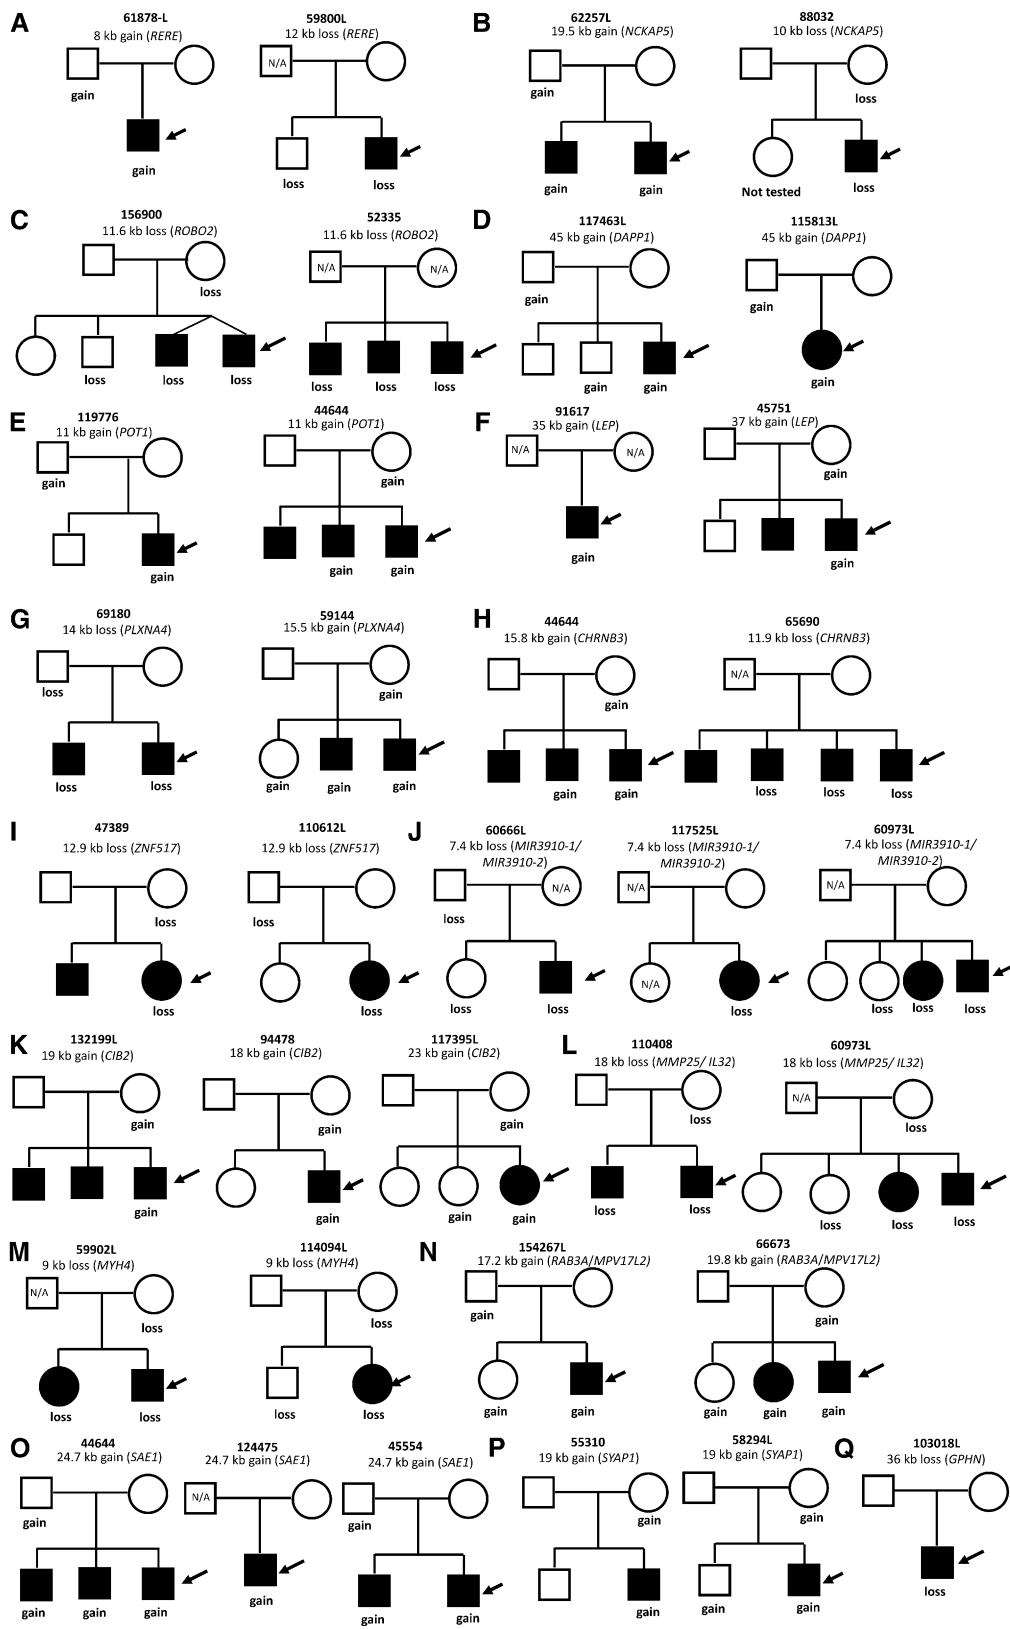 A
61878-L
8 kb gain (RERE)
gain
gain
59800L
12 kb loss (RERE)
N/A
loss
loss
B
62257L
19.5 kb gain (NCKAP5)
gain
gain
gain
88032
10 kb loss (NCKAP5)
loss
Not tested
loss
C
156900
11.6 kb loss (ROBO2)
loss
loss
loss
loss
52335
11.6 kb loss (ROBO2)
N/A
N/A
loss
loss
loss
D
117463L
45 kb gain (DAPP1)
gain
gain
gain
115813L
45 kb gain (DAPP1)
gain
gain
E
119776
11 kb gain (POT1)
gain
gain
44644
11 kb gain (POT1)
gain
gain
gain
F
91617
35 kb gain (LEP)
N/A
N/A
gain
45751
37 kb gain (LEP)
gain
gain
G
69180
14 kb loss (PLXNA4)
loss
loss
loss
59144
15.5 kb gain (PLXNA4)
gain
gain
gain
gain
H
44644
15.8 kb gain (CHRNB3)
gain
gain
gain
65690
11.9 kb loss (CHRNB3)
N/A
loss
loss
loss
I
47389
12.9 kb loss (ZNF517)
loss
loss
110612L
12.9 kb loss (ZNF517)
loss
loss
J
60666L
7.4 kb loss (MIR3910-1/
MIR3910-2)
N/A
loss
loss
loss
117525L
7.4 kb loss (MIR3910-1/
MIR3910-2)
N/A
N/A
loss
60973L
7.4 kb loss (MIR3910-1/
MIR3910-2)
N/A
loss
loss
loss
K
132199L
19 kb gain (CIB2)
gain
gain
94478
18 kb gain (CIB2)
gain
gain
117395L
23 kb gain (CIB2)
gain
gain
gain
L
110408
18 kb loss (MMP25/ IL32)
loss
loss
loss
60973L
18 kb loss (MMP25/ IL32)
N/A
loss
loss
loss
loss
M
59902L
9 kb loss (MYH4)
N/A
loss
loss
loss
114094L
9 kb loss (MYH4)
loss
loss
loss
N
154267L
17.2 kb gain (RAB3A/MPV17L2)
gain
gain
gain
66673
19.8 kb gain (RAB3A/MPV17L2)
gain
gain
gain
gain
O
44644
24.7 kb gain (SAE1)
gain
gain
gain
gain
124475
24.7 kb gain (SAE1)
N/A
gain
45554
24.7 kb gain (SAE1)
gain
gain
gain
P
55310
19 kb gain (SYAP1)
gain
gain
58294L
19 kb gain (SYAP1)
gain
gain
gain
Q
103018L
36 kb loss (GPHN)
loss